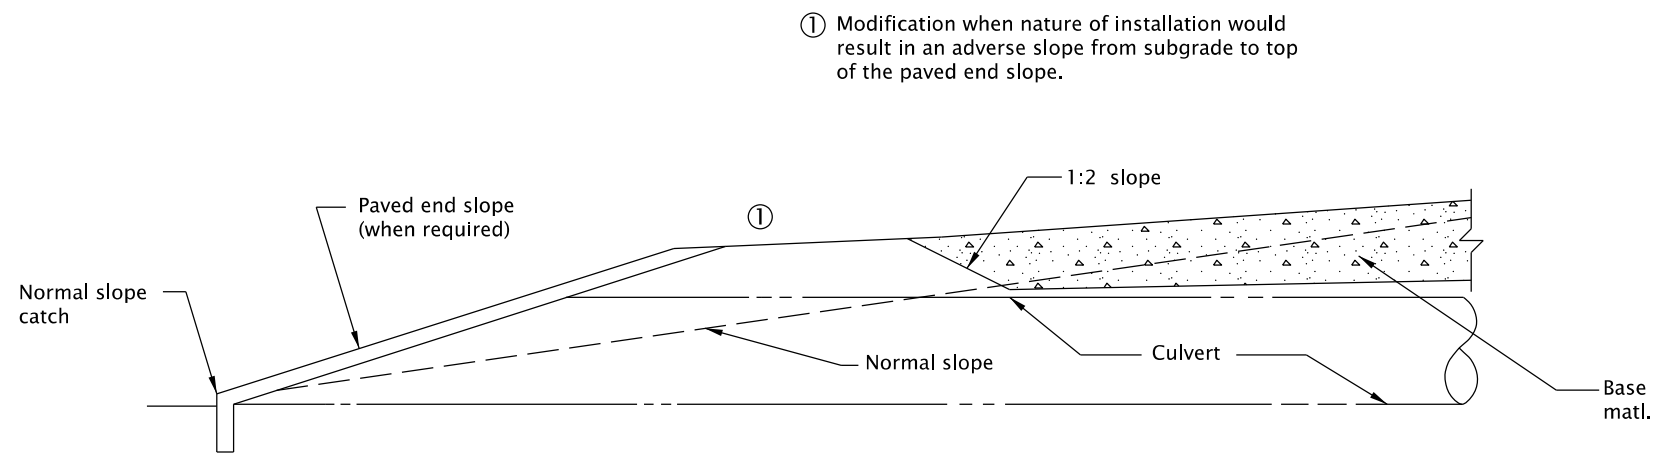 ① Modification when nature of installation would
result in an adverse slope from subgrade to top
of the paved end slope.
1:2 slope
Paved end slope
(when required)
①
Normal slope
catch
Normal slope
Culvert
Base
matl.